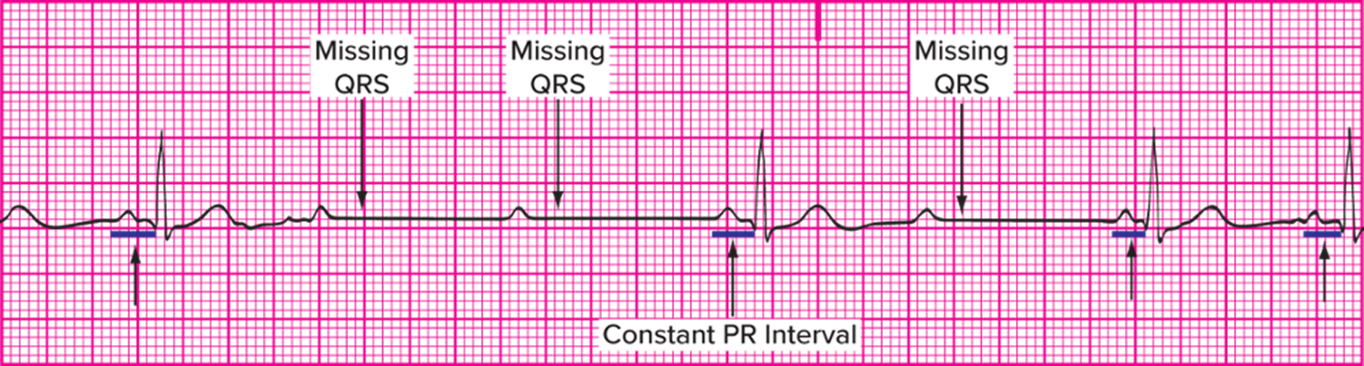 Missing
QRS
Missing
QRS
Missing
QRS
Constant PR Interval